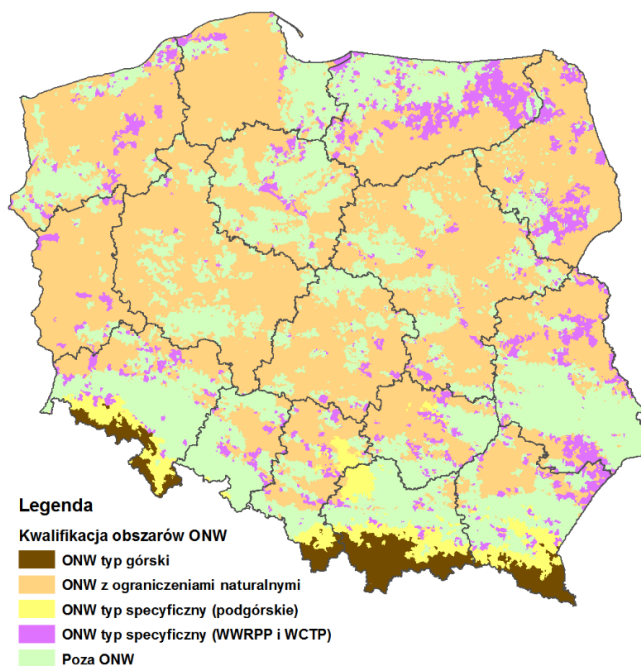 Legenda
Kwalifikacja obszarów ONW
ONW typ górski
ONW z ograniczeniami naturalnymi
ONW typ specyficzny (podgórskie)
ONW typ specyficzny (WWRPP i WCTP)
Poza ONW